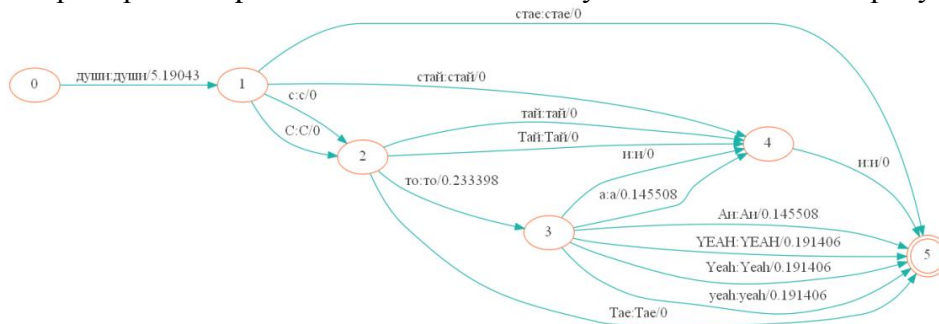 стае:стае/0
души:души/5.19043
стай:стай/0
0
1
с:с/0
С:С/0
тай:тай/0
Тай:Тай/0
2
4
то:то/0.233398
и:и/0
и:и/0
а:а/0.145508
3
Аи:Аи/0.145508
YEAH:YEAH/0.191406
5
Yeah:Yeah/0.191406
yeah:yeah/0.191406
Тае:Тае/0